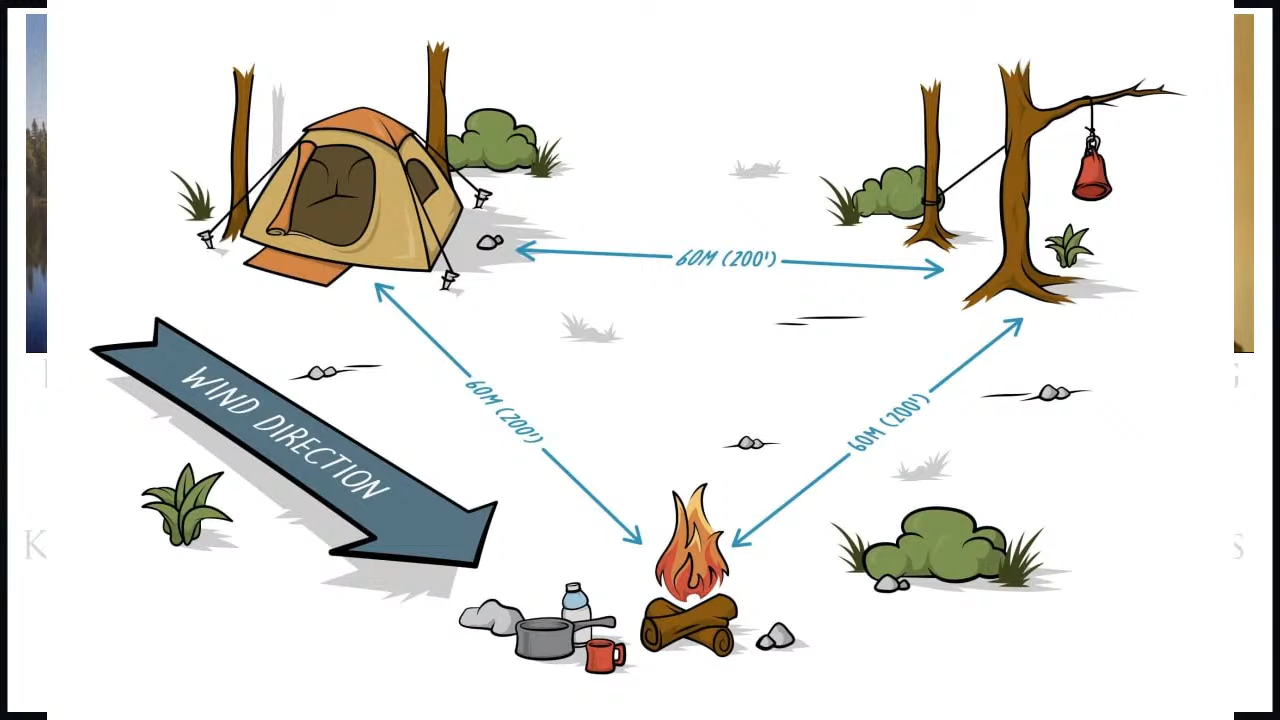 60M (200')
60M (200')
60M (200')
WIND DIRECTION
K
S